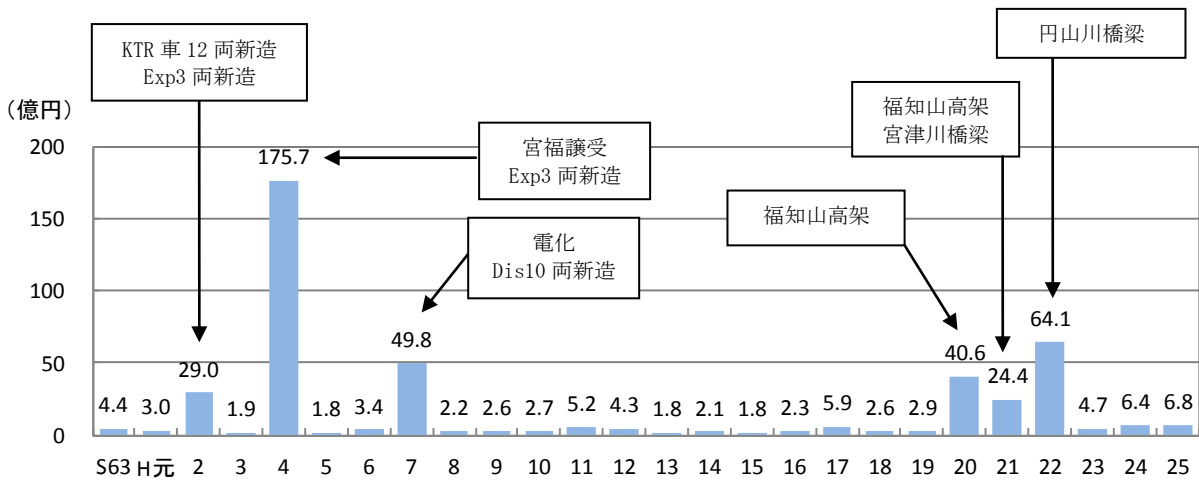 KTR 車 12 両新造
Exp3 両新造
円山川橋梁
（億円）
福知山高架
宮津川橋梁
宮福譲受
Exp3 両新造
福知山高架
電化
Dis10 両新造
200
150
100
50
0
4.4 3.0 29.0 1.9 175.7 1.8 3.4 49.8 2.2 2.6 2.7 5.2 4.3 1.8 2.1 1.8 2.3 5.9 2.6 2.9 40.6 24.4 64.1 4.7 6.4 6.8
S63 H元 2 3 4 5 6 7 8 9 10 11 12 13 14 15 16 17 18 19 20 21 22 23 24 25